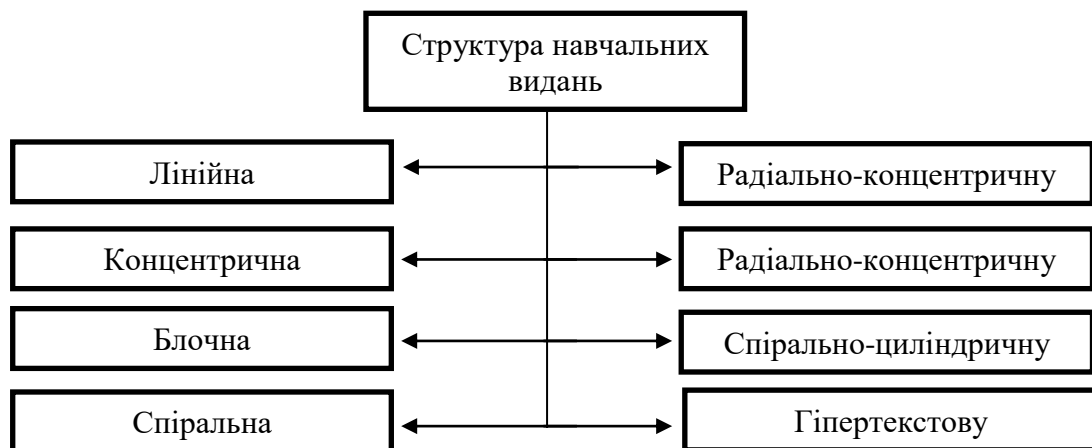 Структура навчальних
видань
Лінійна
Радіально-концентричну
Концентрична
Радіально-концентричну
Блочна
Спірально-циліндричну
Спіральна
Гіпертекстову